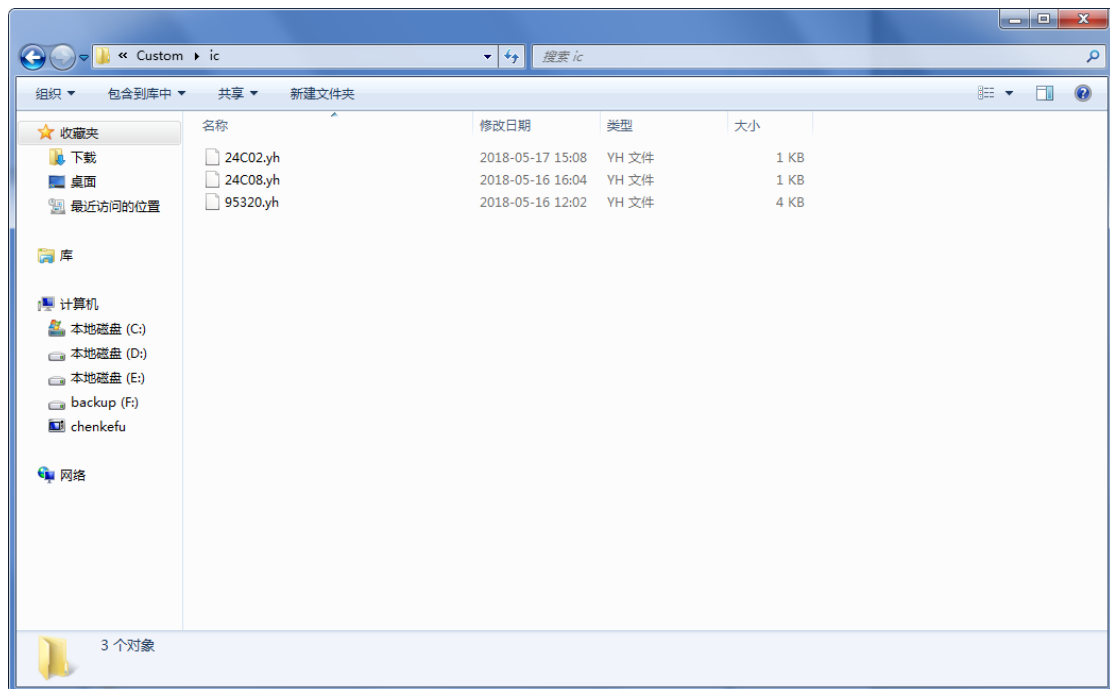 « Custom ▸ ic
搜索 ic
组织 包含到库中 共享 新建文件夹
收藏夹
下载
桌面
最近访问的位置
库
计算机
本地磁盘 (C:)
本地磁盘 (D:)
本地磁盘 (E:)
backup (F:)
chenkefu
网络
名称 修改日期 类型 大小
24C02.yh 2018-05-17 15:08 YH 文件 1 KB
24C08.yh 2018-05-16 16:04 YH 文件 1 KB
95320.yh 2018-05-16 12:02 YH 文件 4 KB
3 个对象